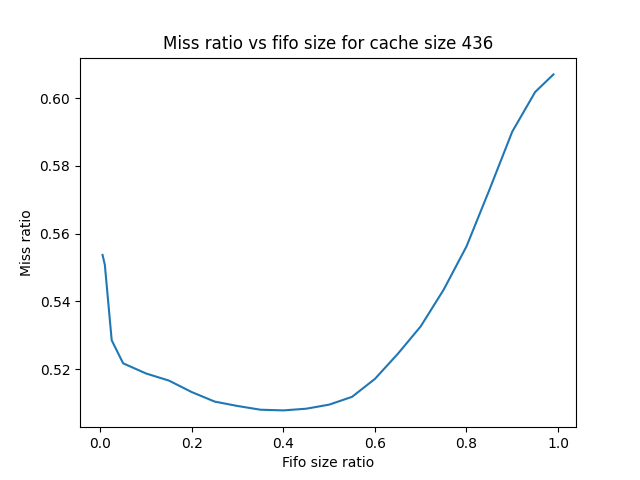 Miss ratio vs fifo size for cache size 436
0.60
0.58
0.56
0.54
0.52
Miss ratio
0.0 0.2 0.4 0.6 0.8 1.0
Fifo size ratio